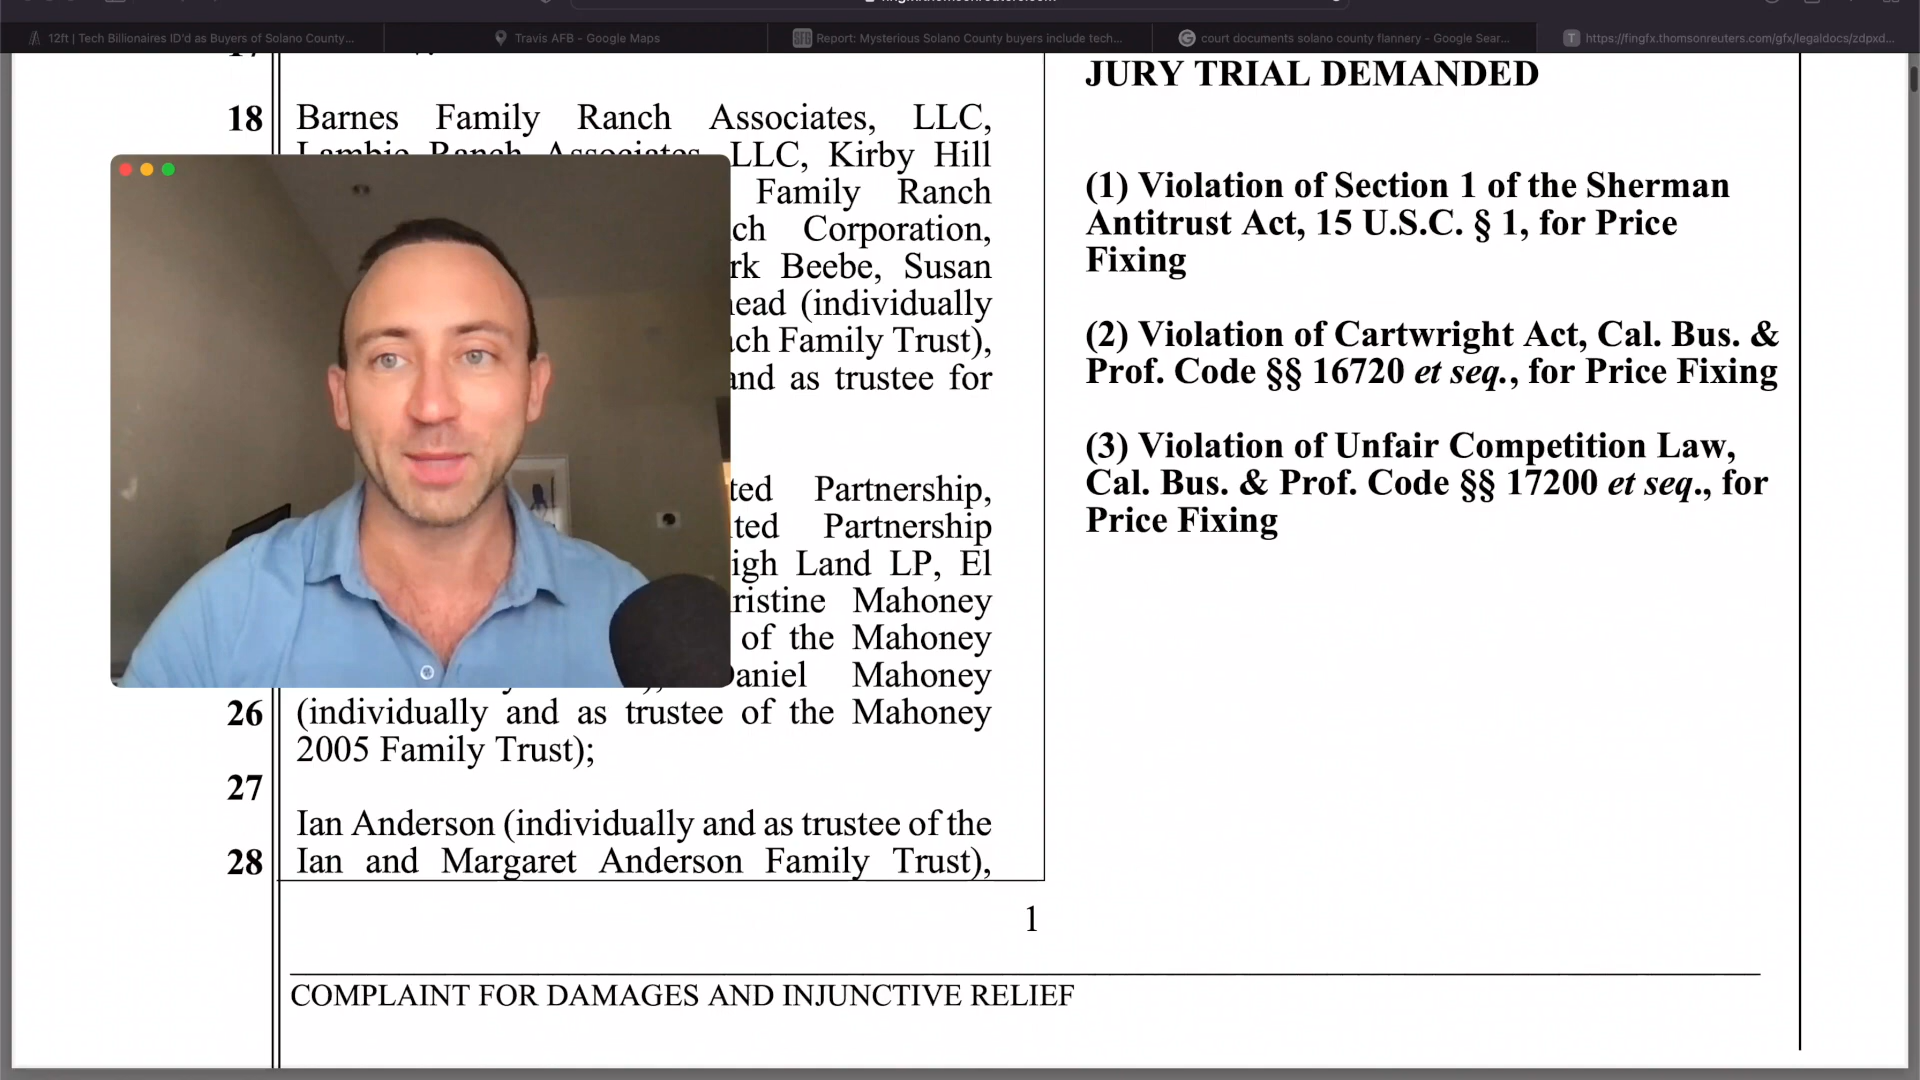 12ft | Tech Billionaires ID'd as Buyers of Solano County...
Travis AFB - Google Maps
Report: Mysterious Solano County buyers include tech...
court documents solano county flannery - Google Sear...
https://fingfx.thomsonreuters.com/gfx/legaldocs/zdpxd...
18 Barnes Family Ranch Associates, LLC,
Lambie Ranch Associates, LLC, Kirby Hill
Family Ranch
ch Corporation,
rk Beebe, Susan
head (individually
ach Family Trust),
and as trustee for
ted Partnership,
ted Partnership
igh Land LP, El
ristine Mahoney
of the Mahoney
Daniel Mahoney
26 (individually and as trustee of the Mahoney
2005 Family Trust);
27
Ian Anderson (individually and as trustee of the
28 Ian and Margaret Anderson Family Trust),
JURY TRIAL DEMANDED
(1) Violation of Section 1 of the Sherman
Antitrust Act, 15 U.S.C. § 1, for Price
Fixing
(2) Violation of Cartwright Act, Cal. Bus. &
Prof. Code §§ 16720 et seq., for Price Fixing
(3) Violation of Unfair Competition Law,
Cal. Bus. & Prof. Code §§ 17200 et seq., for
Price Fixing
1
COMPLAINT FOR DAMAGES AND INJUNCTIVE RELIEF